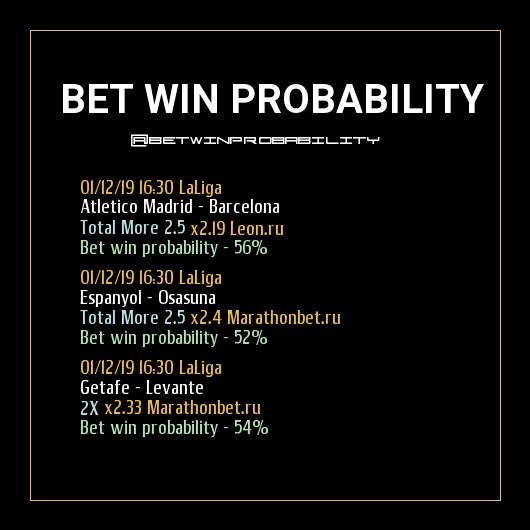 BET WIN PROBABILITY
@BETWINPROBABILITY
01/12/19 16:30 LaLiga
Atletico Madrid - Barcelona
Total More 2.5 x2.19 Leon.ru
Bet win probability - 56%
01/12/19 16:30 LaLiga
Espanyol - Osasuna
Total More 2.5 x2.4 Marathonbet.ru
Bet win probability - 52%
01/12/19 16:30 LaLiga
Getafe - Levante
2X x2.33 Marathonbet.ru
Bet win probability - 54%